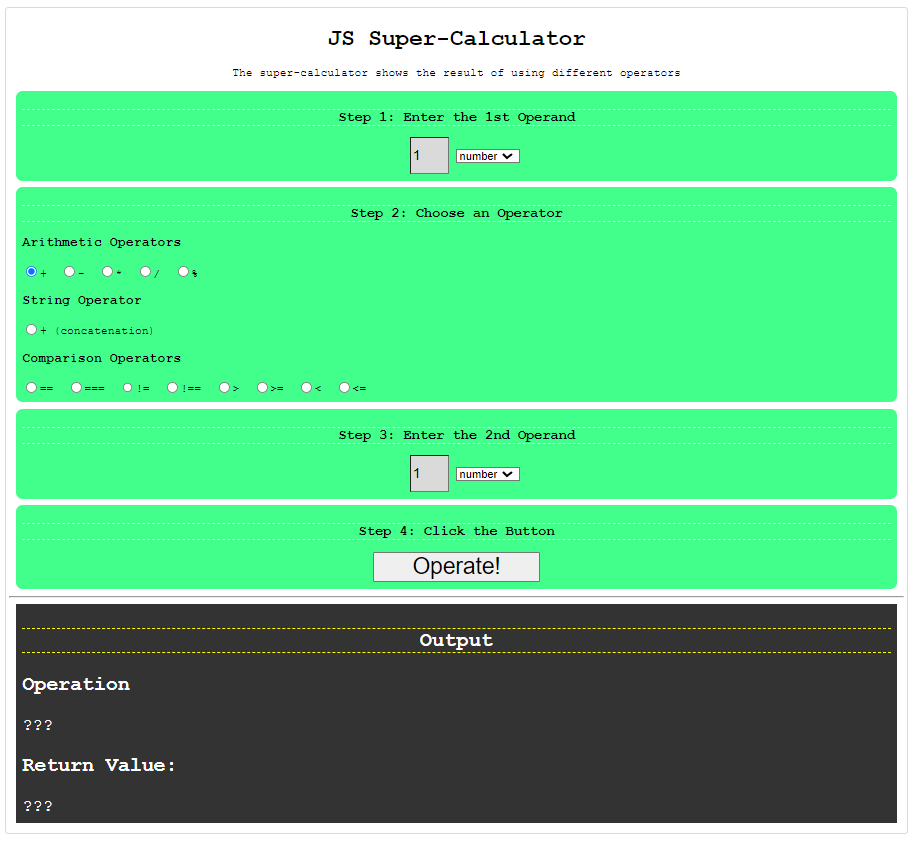 JS Super-Calculator
The super-calculator shows the result of using different operators
Step 1: Enter the 1st Operand
1 number
Step 2: Choose an Operator
Arithmetic Operators
+ - * / %
String Operator
+ (concatenation)
Comparison Operators
== === != !== > >= < <=
Step 3: Enter the 2nd Operand
1 number
Step 4: Click the Button
Operate!
Output
Operation
???
Return Value:
???